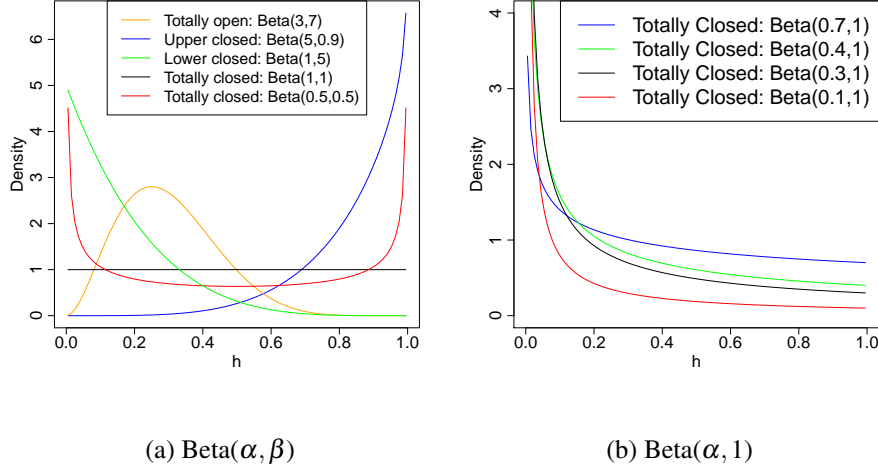 Totally open: Beta(3,7)
Upper closed: Beta(5,0.9)
Lower closed: Beta(1,5)
Totally closed: Beta(1,1)
Totally closed: Beta(0.5,0.5)
Density
0 1 2 3 4 5 6
0.0 0.2 0.4 0.6 0.8 1.0
h
(a) Beta(α, β)
Totally Closed: Beta(0.7,1)
Totally Closed: Beta(0.4,1)
Totally Closed: Beta(0.3,1)
Totally Closed: Beta(0.1,1)
Density
0 1 2 3 4
0.0 0.2 0.4 0.6 0.8 1.0
h
(b) Beta(α, 1)